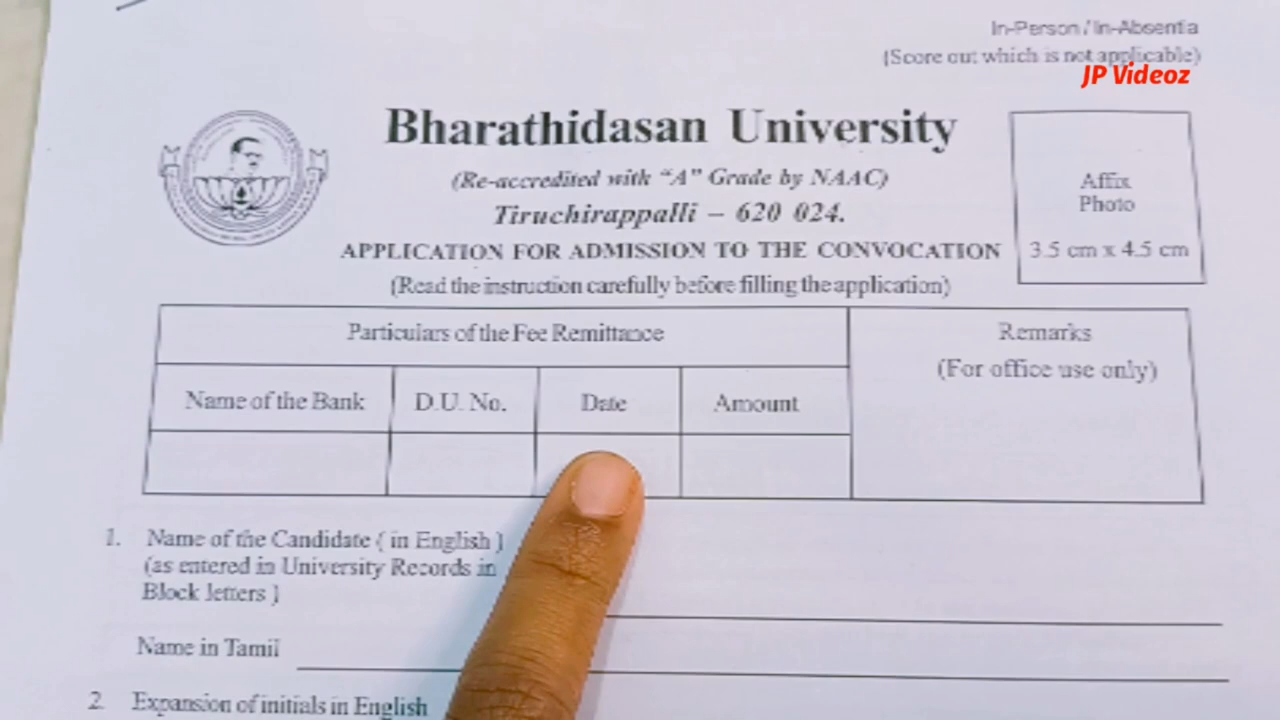 In-Person / In-Absentia
(Score out which is not applicable)
JP Videoz
Bharathidasan University
(Re-accredited with “A” Grade by NAAC)
Tiruchirappalli – 620 024.
APPLICATION FOR ADMISSION TO THE CONVOCATION
(Read the instruction carefully before filling the application)
Affix
Photo
3.5 cm x 4.5 cm
Particulars of the Fee Remittance
Remarks
(For office use only)
Name of the Bank D.U. No. Date Amount
1. Name of the Candidate ( in English )
(as entered in University Records in
Block letters )
Name in Tamil
2. Expansion of initials in English